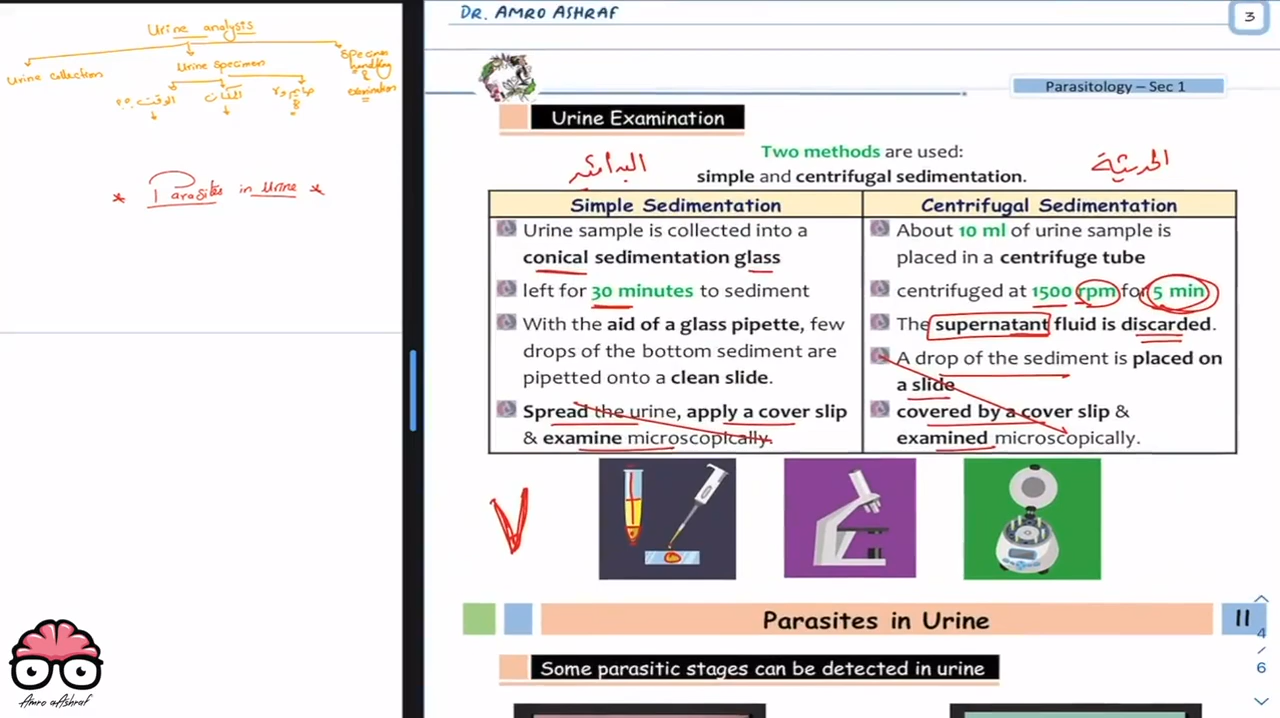 DR. AMRO ASHRAF
3
Parasitology – Sec 1
Urine analysis
Urine collection
Urine specimen
Specimen
handling
&
examination
الوقت ؟؟
* Parasites in Urine *
Urine Examination
Two methods are used:
simple and centrifugal sedimentation.
البدائية
الحديثة
Simple Sedimentation
Urine sample is collected into a
conical sedimentation glass
left for 30 minutes to sediment
With the aid of a glass pipette, few
drops of the bottom sediment are
pipetted onto a clean slide.
Spread the urine, apply a cover slip
& examine microscopically.
Centrifugal Sedimentation
About 10 ml of urine sample is
placed in a centrifuge tube
centrifuged at 1500 rpm for 5 min
The supernatant fluid is discarded.
A drop of the sediment is placed on
a slide
covered by a cover slip &
examined microscopically.
Parasites in Urine
II
4
/
6
Some parasitic stages can be detected in urine
Amro aAshraf